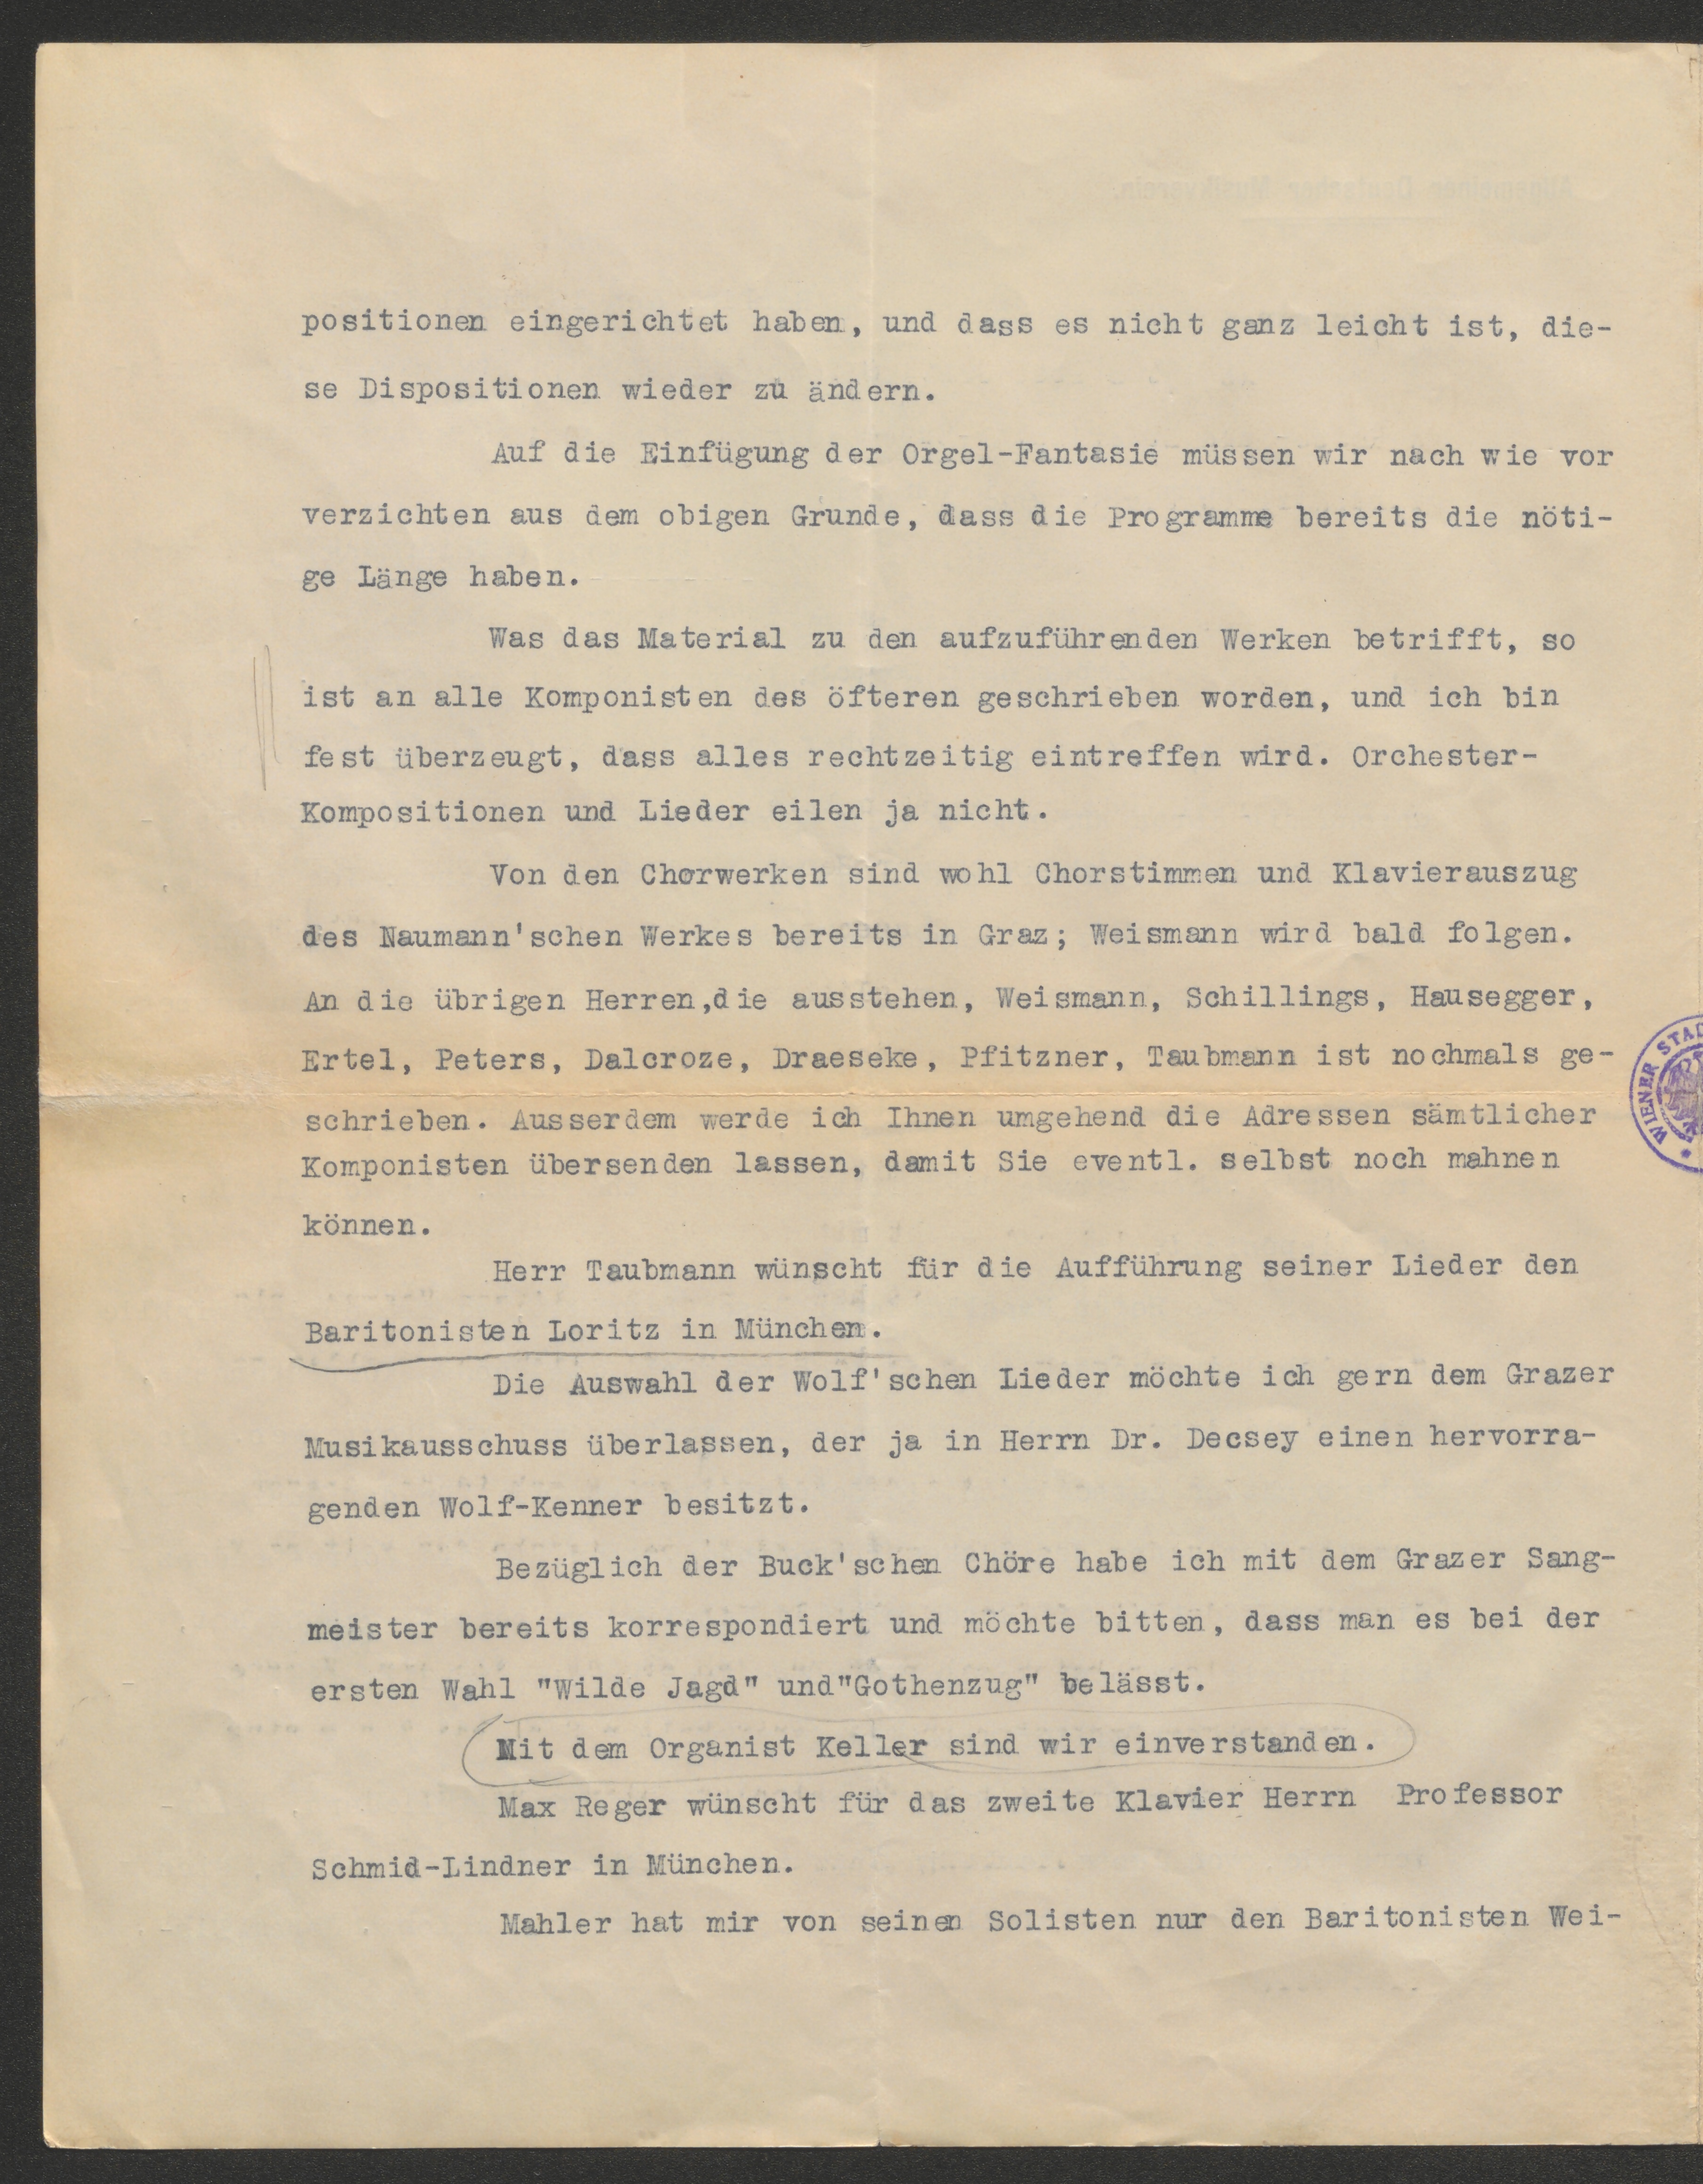 positionen eingerichtet haben, und dass es nicht ganz leicht ist, die-
se Dispositionen wieder zu ändern.
Auf die Einfügung der Orgel-Fantasie müssen wir nach wie vor
verzichten aus dem obigen Grunde, dass die Programme bereits die nöti-
ge Länge haben.
Was das Material zu den aufzuführenden Werken betrifft, so
ist an alle Komponisten des öfteren geschrieben worden, und ich bin
fest überzeugt, dass alles rechtzeitig eintreffen wird. Orchester-
Kompositionen und Lieder eilen ja nicht.
Von den Chorwerken sind wohl Chorstimmen und Klavierauszug
des Naumann'schen Werkes bereits in Graz; Weismann wird bald folgen.
An die übrigen Herren,die ausstehen, Weismann, Schillings, Hausegger,
Ertel, Peters, Dalcroze, Draeseke, Pfitzner, Taubmann ist nochmals ge-
schrieben. Ausserdem werde ich Ihnen umgehend die Adressen sämtlicher
Komponisten übersenden lassen, damit Sie eventl. selbst noch mahnen
können.
Herr Taubmann wünscht für die Aufführung seiner Lieder den
Baritonisten Loritz in München.
Die Auswahl der Wolf'schen Lieder möchte ich gern dem Grazer
Musikausschuss überlassen, der ja in Herrn Dr. Decsey einen hervorra-
genden Wolf-Kenner besitzt.
Bezüglich der Buck'schen Chöre habe ich mit dem Grazer Sang-
meister bereits korrespondiert und möchte bitten, dass man es bei der
ersten Wahl "Wilde Jagd" und"Gothenzug" belässt.
Mit dem Organist Keller sind wir einverstanden.
Max Reger wünscht für das zweite Klavier Herrn Professor
Schmid-Lindner in München.
Mahler hat mir von seinen Solisten nur den Baritonisten Wei-
WIENER